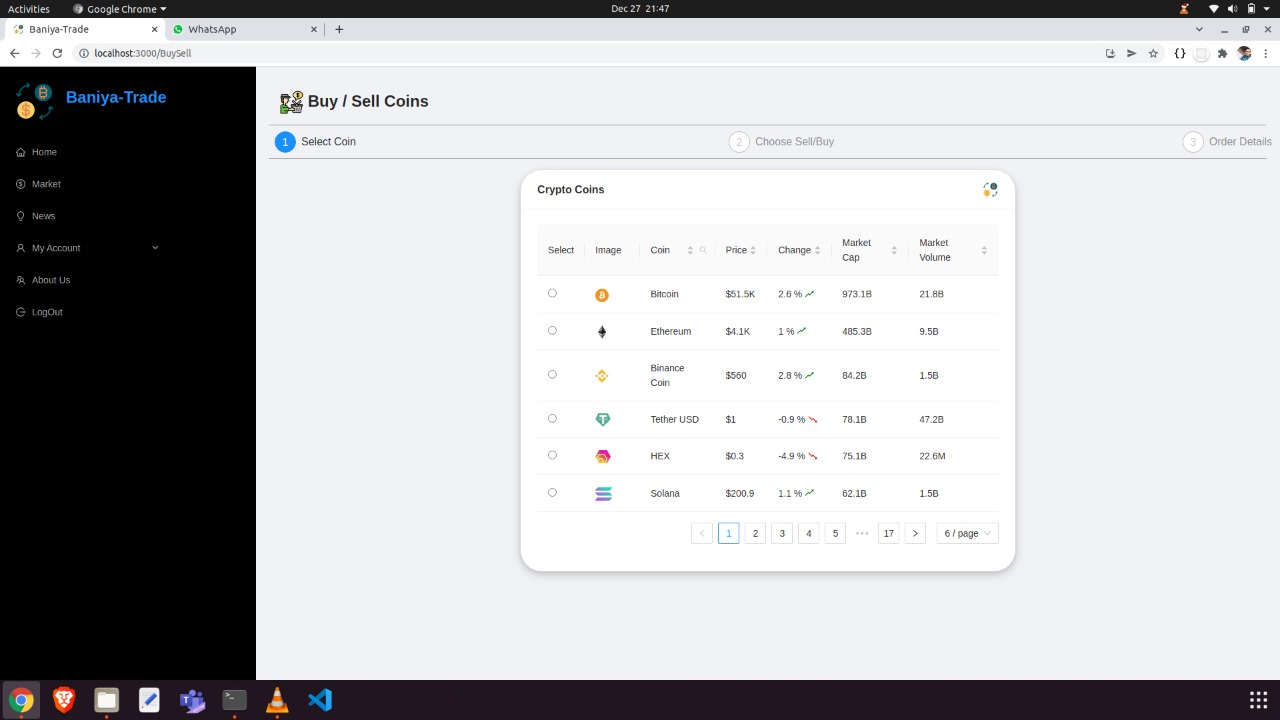 Activities
Google Chrome
Dec 27 21:47
Baniya-Trade
WhatsApp
localhost:3000/BuySell
Baniya-Trade
Home
Market
News
My Account
About Us
LogOut
Buy / Sell Coins
1 Select Coin
2 Choose Sell/Buy
3 Order Details
Crypto Coins
Select Image Coin Price Change Market Cap Market Volume
Bitcoin $51.5K 2.6 % 973.1B 21.8B
Ethereum $4.1K 1 % 485.3B 9.5B
Binance Coin $560 2.8 % 84.2B 1.5B
Tether USD $1 -0.9 % 78.1B 47.2B
HEX $0.3 -4.9 % 75.1B 22.6M
Solana $200.9 1.1 % 62.1B 1.5B
1 2 3 4 5 ••• 17 6 / page